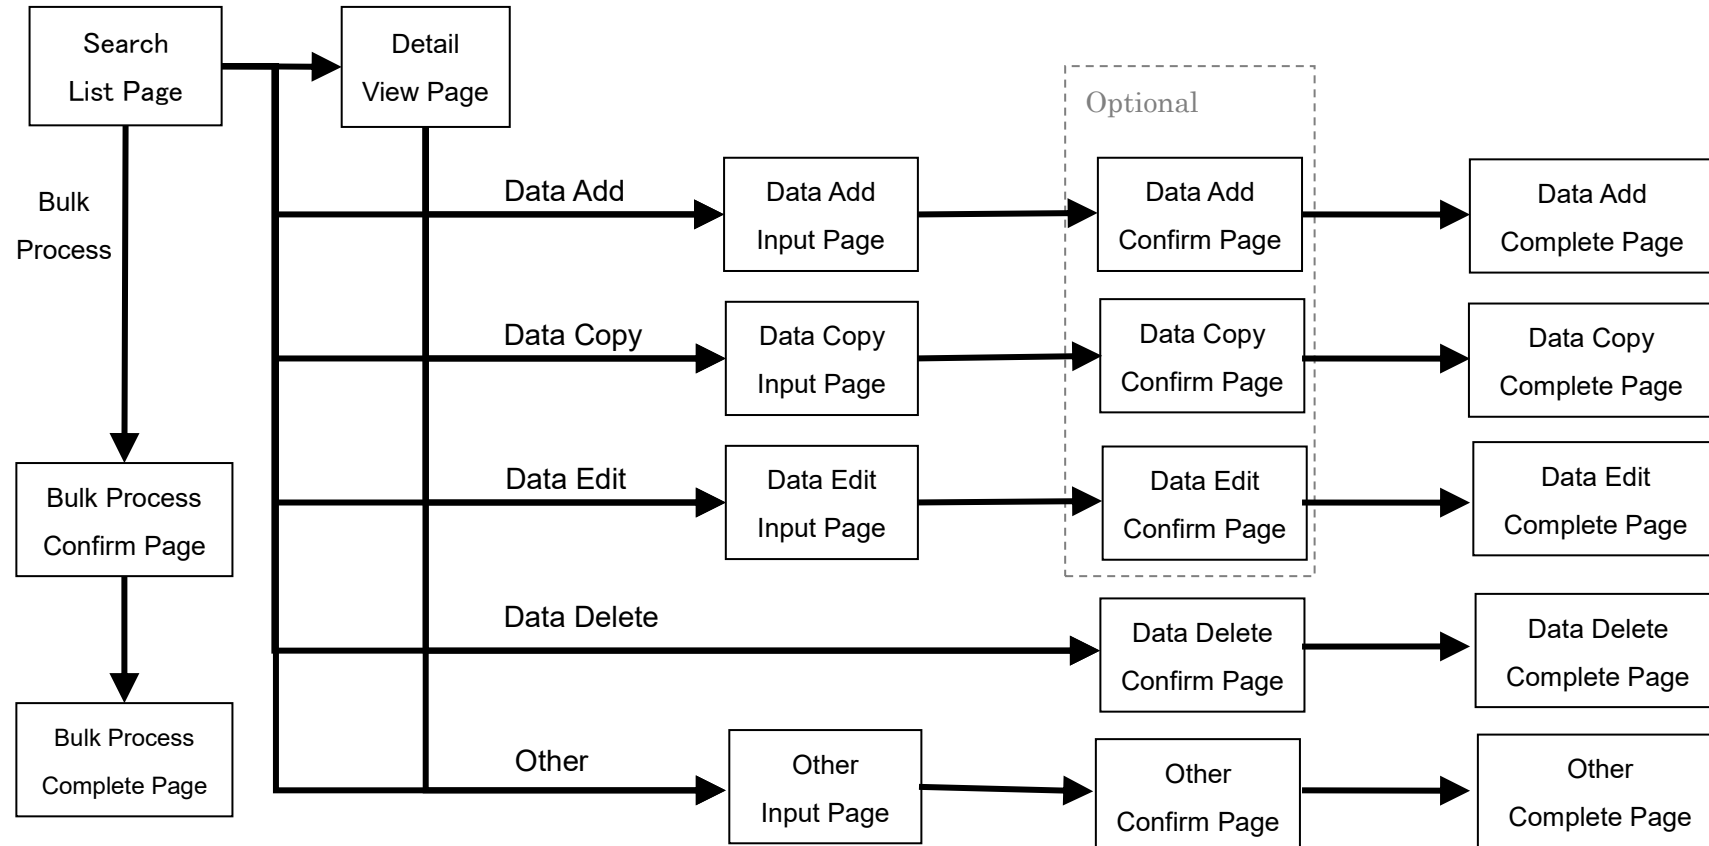 Search
List Page
Detail
View Page
Optional
Bulk
Process
Data Add
Data Add
Input Page
Data Add
Confirm Page
Data Add
Complete Page
Data Copy
Data Copy
Input Page
Data Copy
Confirm Page
Data Copy
Complete Page
Data Edit
Data Edit
Input Page
Data Edit
Confirm Page
Data Edit
Complete Page
Bulk Process
Confirm Page
Data Delete
Data Delete
Confirm Page
Data Delete
Complete Page
Bulk Process
Complete Page
Other
Other
Input Page
Other
Confirm Page
Other
Complete Page